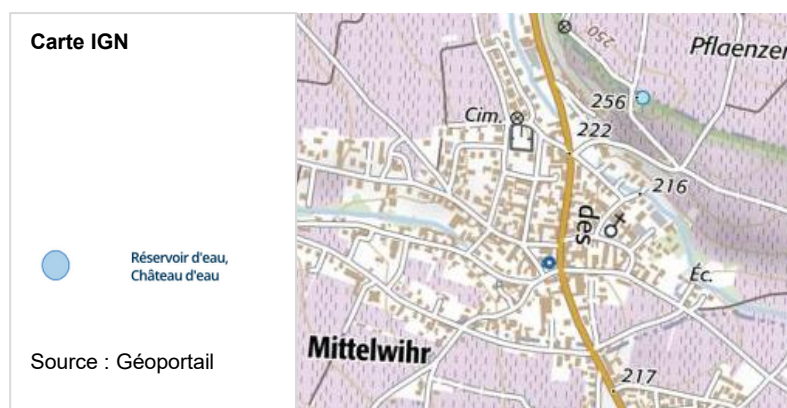 Carte IGN
Réservoir d'eau,
Château d'eau
Source : Géoportail
250
Pflaenzer
256
Cim.
222
216
des
Éc.
Mittelwihr
217